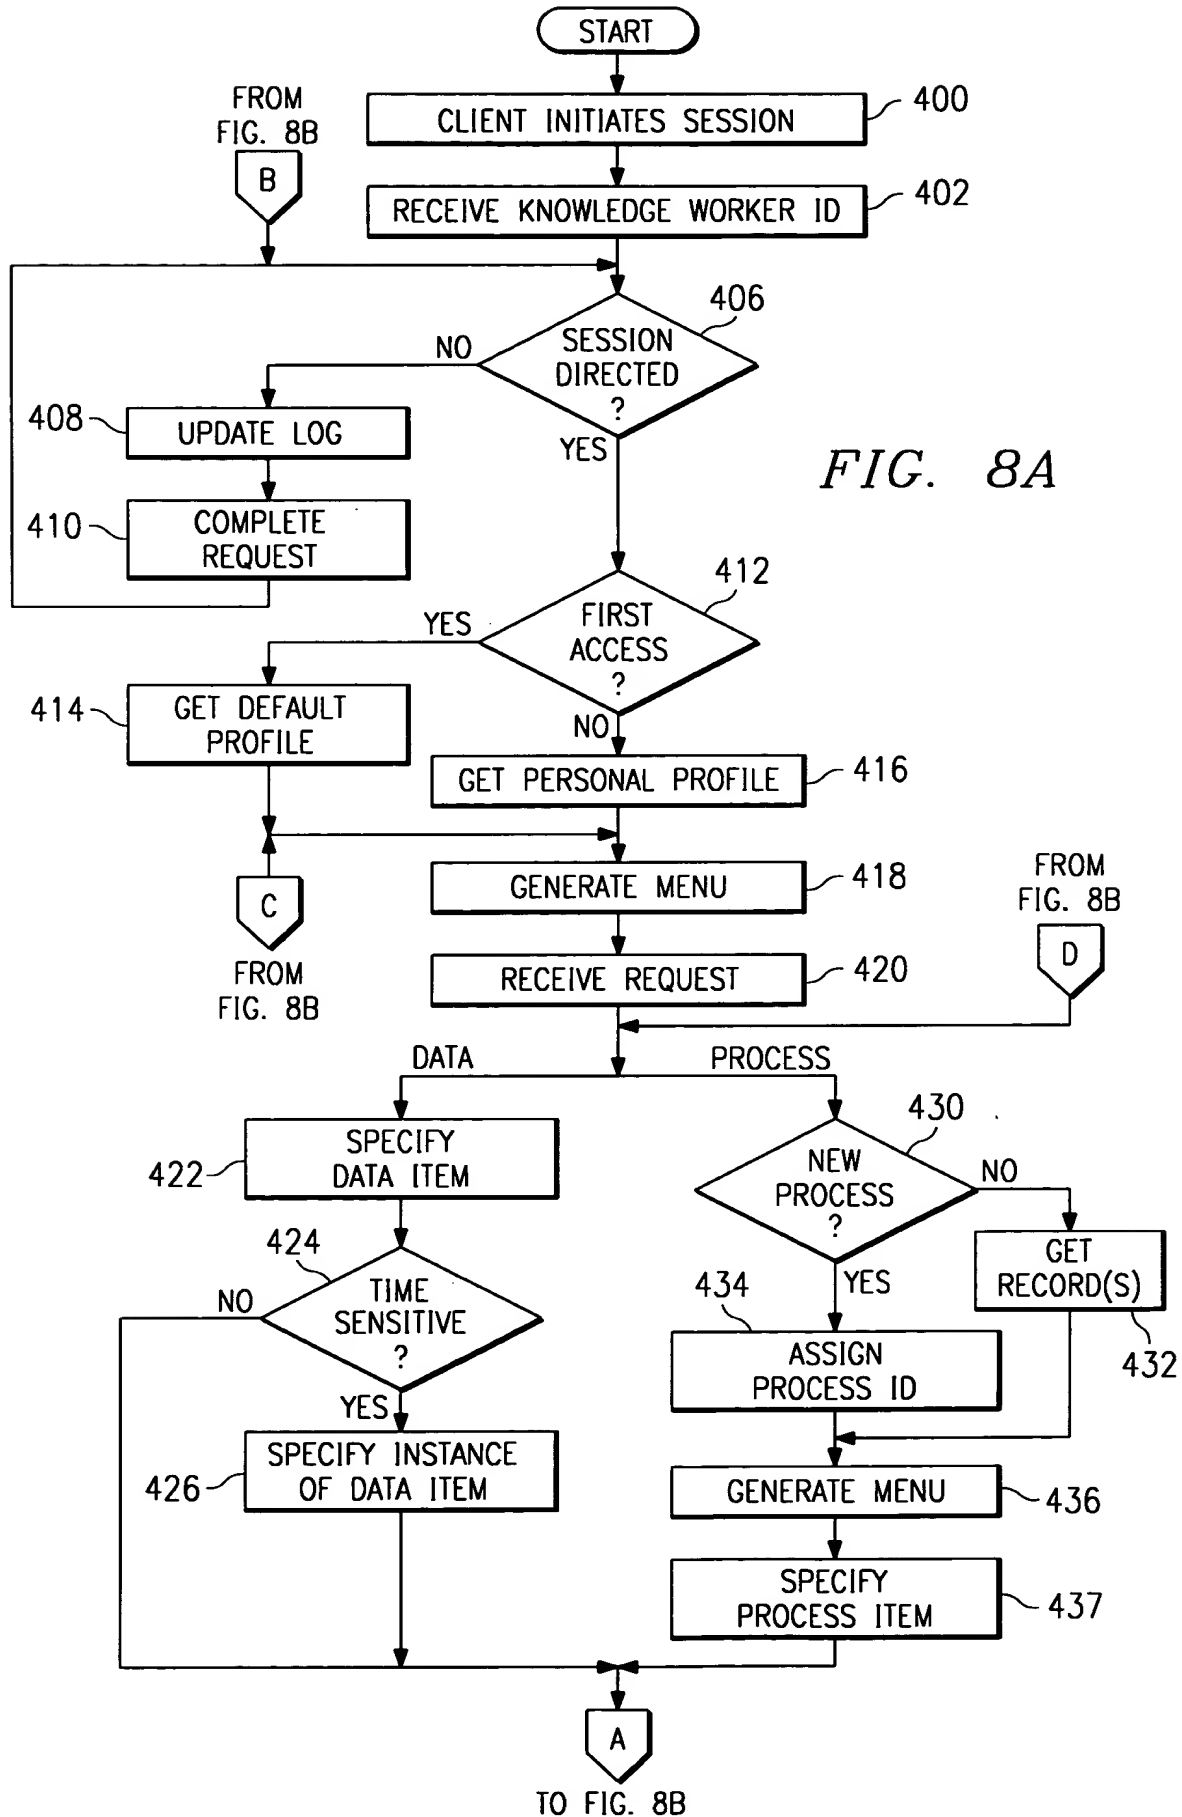 START
CLIENT INITIATES SESSION
400
FROM
FIG. 8B
B
RECEIVE KNOWLEDGE WORKER ID
402
406
SESSION
DIRECTED
?
NO
YES
408
UPDATE LOG
FIG. 8A
410
COMPLETE
REQUEST
412
FIRST
ACCESS
?
YES
NO
414
GET DEFAULT
PROFILE
GET PERSONAL PROFILE
416
GENERATE MENU
418
C
FROM
FIG. 8B
FROM
FIG. 8B
D
RECEIVE REQUEST
420
DATA
PROCESS
422
SPECIFY
DATA ITEM
430
NEW
PROCESS
?
NO
YES
424
TIME
SENSITIVE
?
NO
YES
GET
RECORD(S)
432
434
ASSIGN
PROCESS ID
426
SPECIFY INSTANCE
OF DATA ITEM
GENERATE MENU
436
SPECIFY
PROCESS ITEM
437
A
TO FIG. 8B